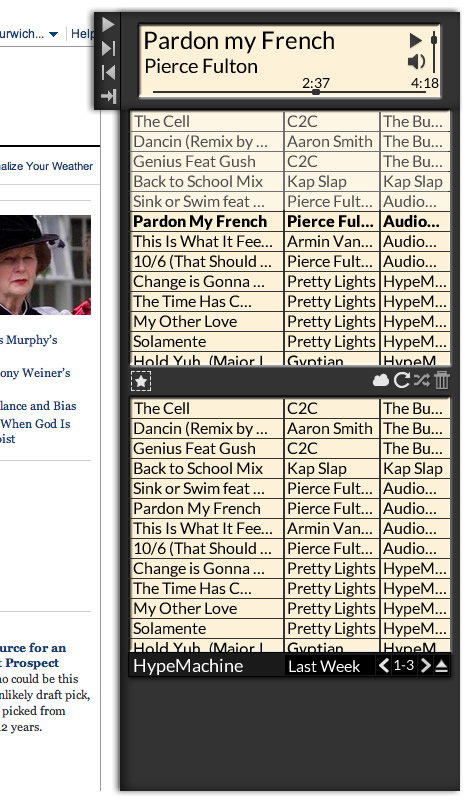 urwich...
Help
alize Your Weather
s Murphy's
ony Weiner's
lance and Bias
When God Is
oist
urce for an
t Prospect
no could be this
nlikely draft pick,
picked from
12 years.
Pardon my French
Pierce Fulton
2:37 4:18
The Cell C2C The Bu...
Dancin (Remix by ... Aaron Smith The Bu...
Genius Feat Gush C2C The Bu...
Back to School Mix Kap Slap Kap Slap
Sink or Swim feat ... Pierce Fult... Audio...
Pardon My French Pierce Ful... Audio...
This Is What It Fee... Armin Van... Audio...
10/6 (That Should ... Pierce Fult... Audio...
Change is Gonna ... Pretty Lights HypeM...
The Time Has C... Pretty Lights HypeM...
My Other Love Pretty Lights HypeM...
Solamente Pretty Lights HypeM...
Hold Yuh (Major L Gyptian HypeM
The Cell C2C The Bu...
Dancin (Remix by ... Aaron Smith The Bu...
Genius Feat Gush C2C The Bu...
Back to School Mix Kap Slap Kap Slap
Sink or Swim feat ... Pierce Fult... Audio...
Pardon My French Pierce Fult... Audio...
This Is What It Fee... Armin Van... Audio...
10/6 (That Should ... Pierce Fult... Audio...
Change is Gonna ... Pretty Lights HypeM...
The Time Has C... Pretty Lights HypeM...
My Other Love Pretty Lights HypeM...
Solamente Pretty Lights HypeM...
Hold Yuh (Major L Gyptian HypeM
HypeMachine Last Week 1-3